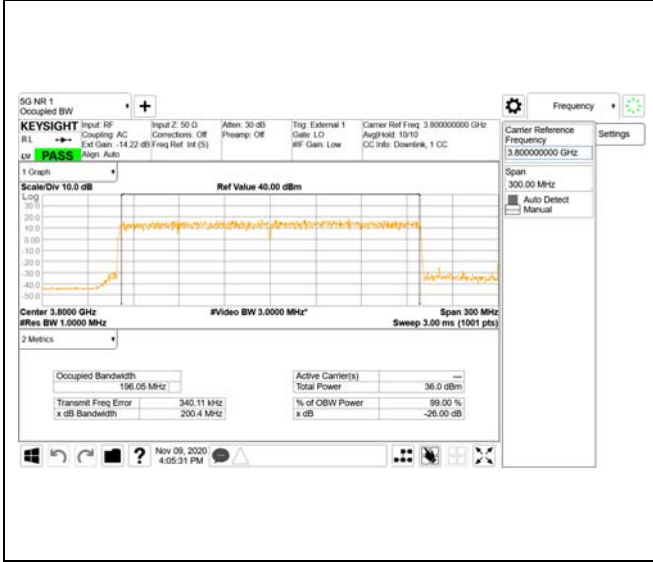 5G NR 1
Occupied BW
+
Frequency
KEYSIGHT
Input: RF
Input Z: 50 Ω
Atten: 30 dB
Trig: External 1
Carrier Ref Freq: 3.800000000 GHz
RL
Coupling: AC
Corrections: Off
Preamp: Off
Gate: LO
Avg|Hold: 10/10
Ext Gain: -14.22 dB
Freq Ref: Int (S)
#IF Gain: Low
CC Info: Downlink, 1 CC
LW
PASS
Align: Auto
Carrier Reference
Frequency
3.800000000 GHz
Settings
Span
300.00 MHz
Auto Detect
Manual
1 Graph
Scale/Div 10.0 dB
Ref Value 40.00 dBm
Log
30.0
20.0
10.0
0.00
-10.0
-20.0
-30.0
-40.0
-50.0
Center 3.8000 GHz
#Video BW 3.0000 MHz*
Span 300 MHz
#Res BW 1.0000 MHz
Sweep 3.00 ms (1001 pts)
2 Metrics
Occupied Bandwidth
196.05 MHz
Active Carrier(s)
---
Total Power
36.0 dBm
Transmit Freq Error
340.11 kHz
% of OBW Power
99.00 %
x dB Bandwidth
200.4 MHz
x dB
-26.00 dB
?
Nov 09, 2020
4:05:31 PM